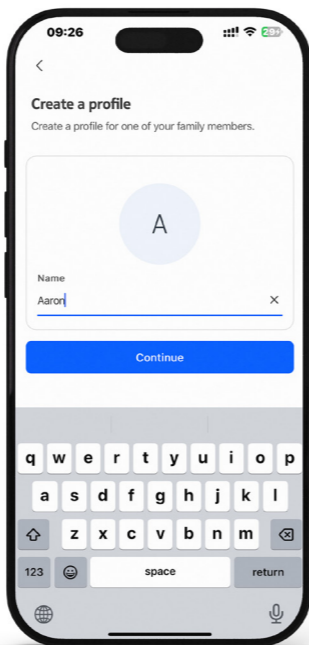 09:26
29
Create a profile
Create a profile for one of your family members.
A
Name
Aaron
Continue
q w e r t y u i o p
a s d f g h j k l
z x c v b n m
123 space return